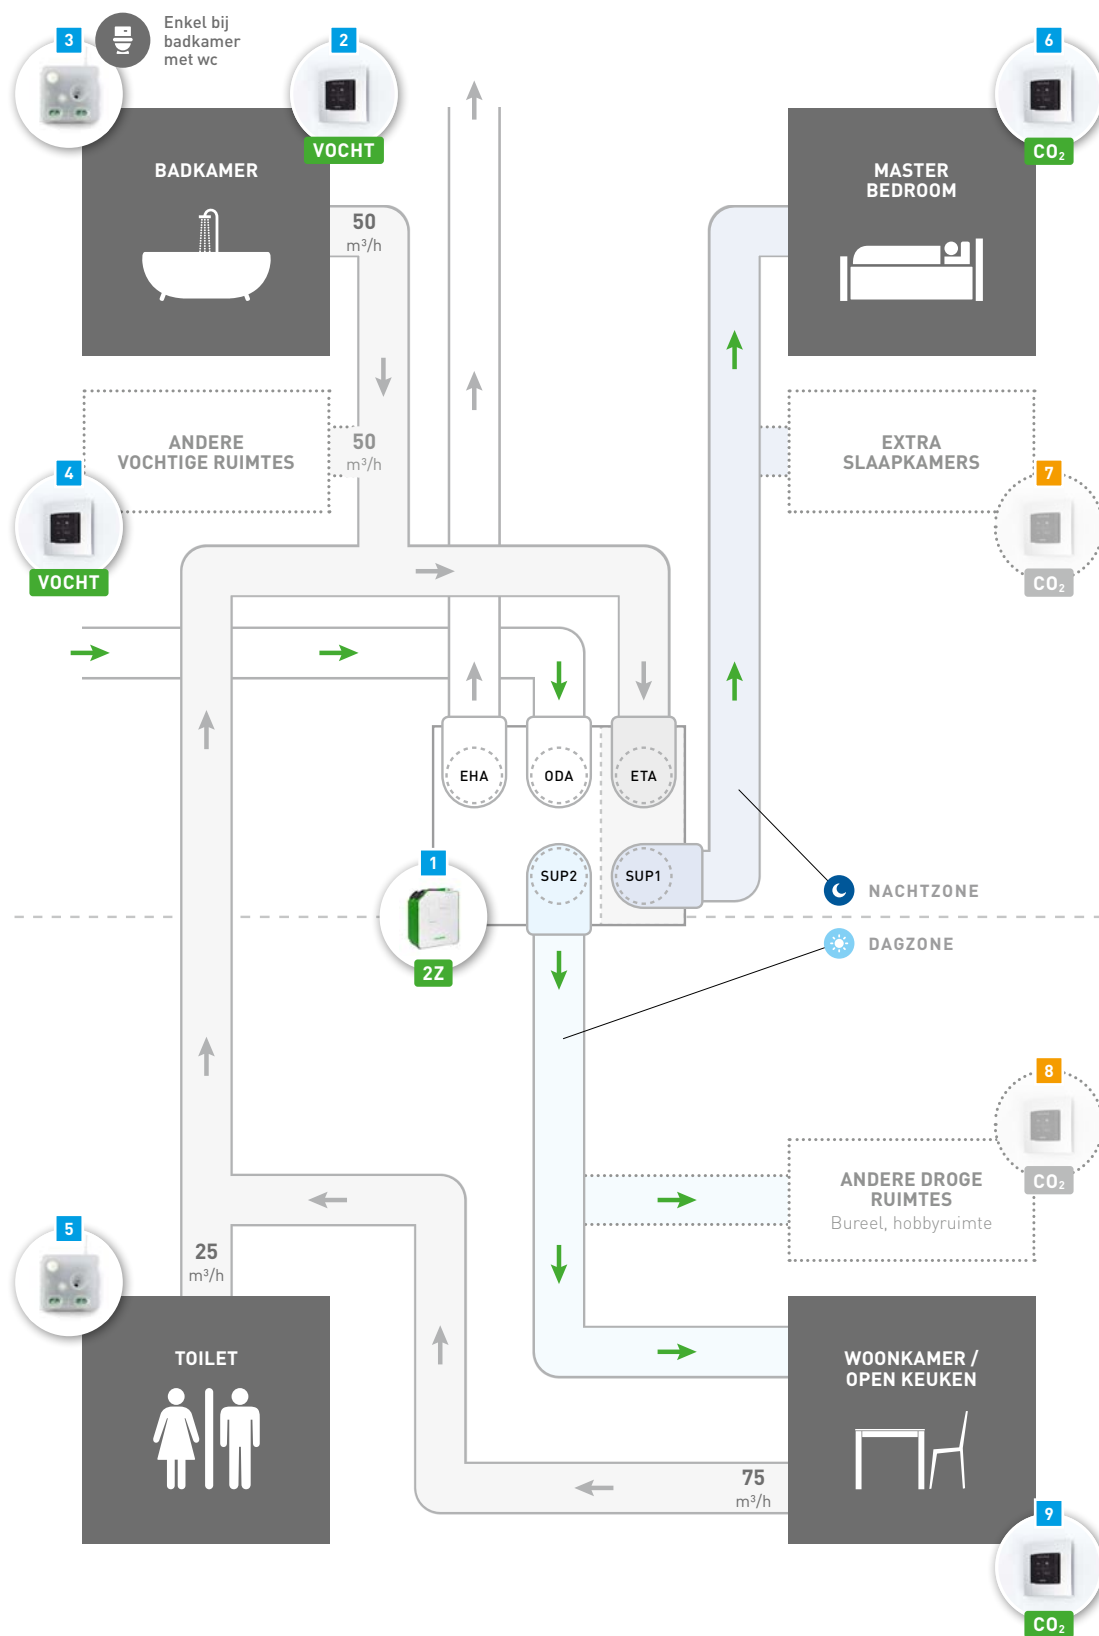 3
Enkel bij
badkamer
met wc
2
VOCHT
BADKAMER
50
m³/h
6
CO₂
MASTER
BEDROOM
ANDERE
VOCHTIGE RUIMTES
50
m³/h
4
VOCHT
EXTRA
SLAAPKAMERS
7
CO₂
EHA
ODA
ETA
SUP2
SUP1
1
2Z
NACHTZONE
DAGZONE
8
CO₂
ANDERE DROGE
RUIMTES
Bureel, hobbyruimte
5
25
m³/h
TOILET
WOONKAMER /
OPEN KEUKEN
75
m³/h
9
CO₂